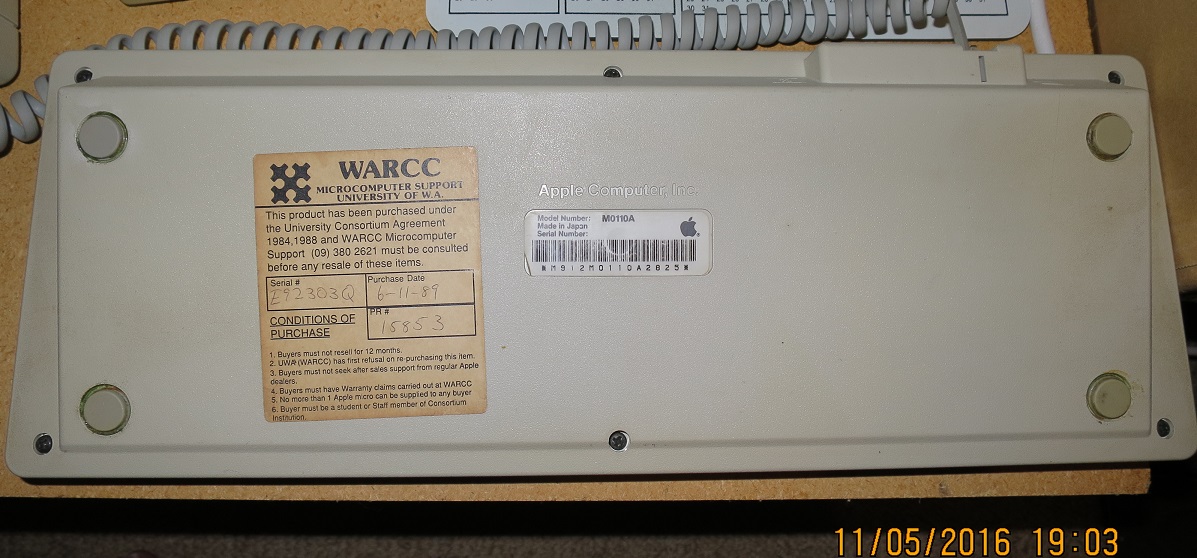 WARCC
MICROCOMPUTER SUPPORT
UNIVERSITY OF W.A.
This product has been purchased under
the University Consortium Agreement
1984,1988 and WARCC Microcomputer
Support (09) 380 2621 must be consulted
before any resale of these items.
Serial #
E92303Q
Purchase Date
6-11-89
CONDITIONS OF
PURCHASE
PR #
15853
1. Buyers must not resell for 12 months.
2. UWA (WARCC) has first refusal on re-purchasing this item.
3. Buyers must not seek after sales support from regular Apple
dealers.
4. Buyers must have Warranty claims carried out at WARCC
5. No more than 1 Apple micro can be supplied to any buyer
6. Buyer must be a student or Staff member of Consortium
Institution.
Apple Computer, Inc.
Model Number: M0110A
Made in Japan
Serial Number:
M912M0110A2825
11/05/2016 19:03